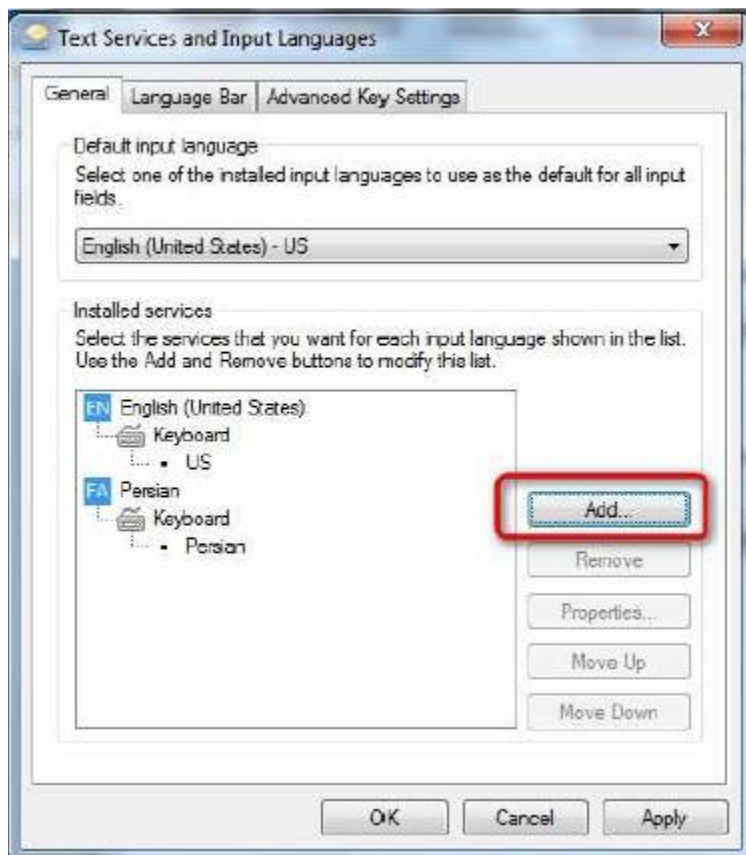 Text Services and Input Languages
General
Language Bar
Advanced Key Settings
Default input language
Select one of the installed input languages to use as the default for all input
fields.
English (United States) - US
Installed services
Select the services that you want for each input language shown in the list.
Use the Add and Remove buttons to modify this list.
EN English (United States)
Keyboard
US
FA Persian
Keyboard
Persian
Add...
Remove
Properties...
Move Up
Move Down
OK
Cancel
Apply